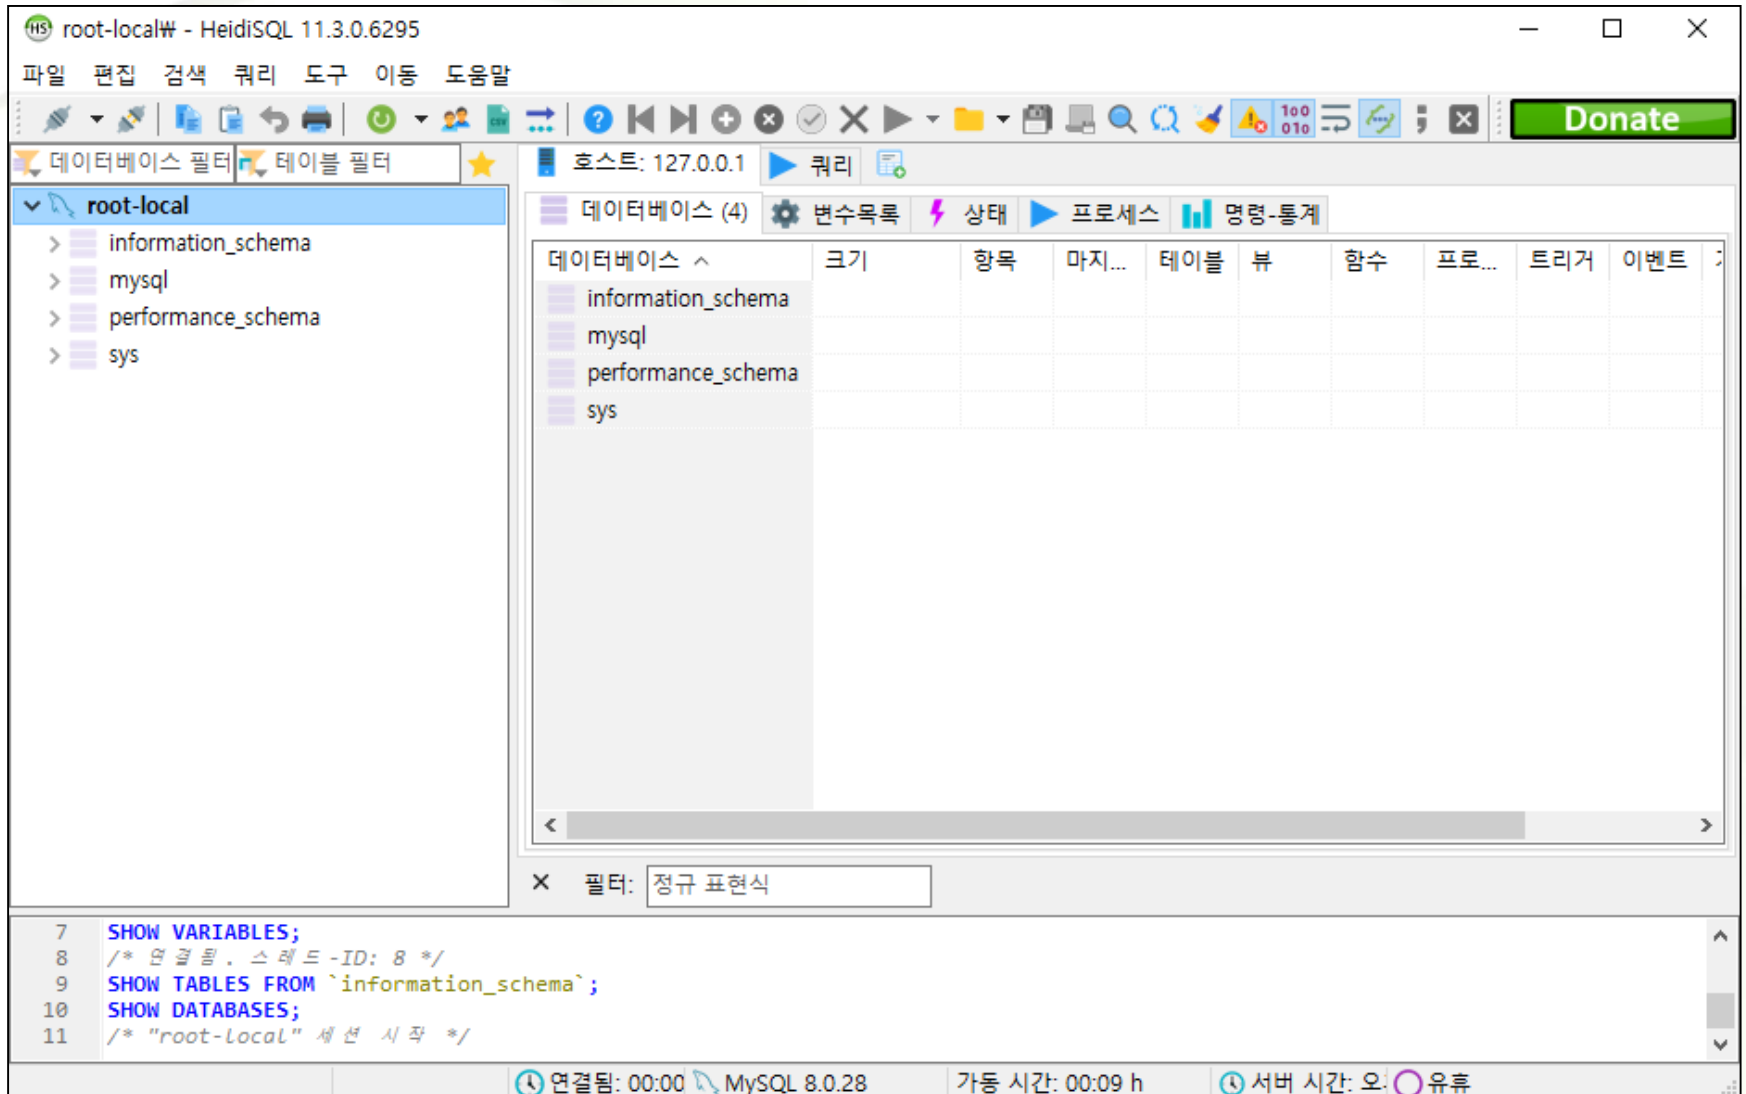 root-local₩ - HeidiSQL 11.3.0.6295
파일 편집 검색 쿼리 도구 이동 도움말
Donate
데이터베이스 필터 테이블 필터
호스트: 127.0.0.1 쿼리
root-local
information_schema
mysql
performance_schema
sys
데이터베이스 (4) 변수목록 상태 프로세스 명령-통계
데이터베이스 크기 항목 마지... 테이블 뷰 함수 프로... 트리거 이벤트
information_schema
mysql
performance_schema
sys
필터: 정규 표현식
7 SHOW VARIABLES;
8 /* 연결됨. 스레드-ID: 8 */
9 SHOW TABLES FROM `information_schema`;
10 SHOW DATABASES;
11 /* "root-local" 세션 시작 */
연결됨: 00:00 MySQL 8.0.28 가동 시간: 00:09 h 서버 시간: 오 유휴